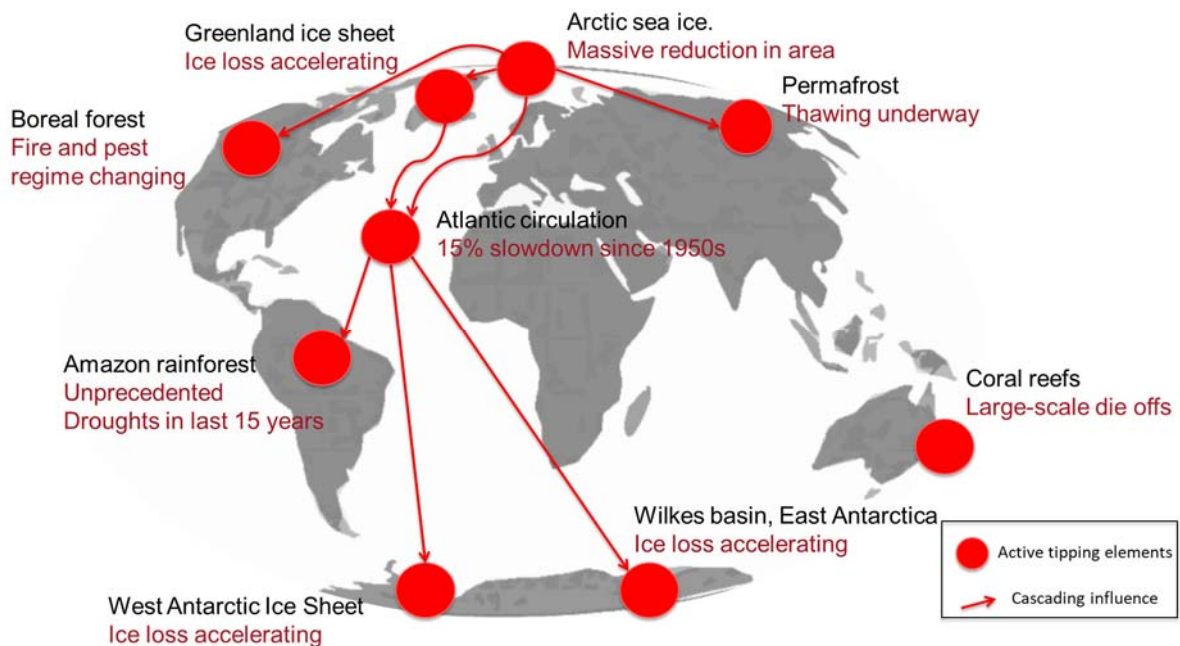 Greenland ice sheet
Ice loss accelerating
Arctic sea ice.
Massive reduction in area
Permafrost
Thawing underway
Boreal forest
Fire and pest
regime changing
Atlantic circulation
15% slowdown since 1950s
Amazon rainforest
Unprecedented
Droughts in last 15 years
Coral reefs
Large-scale die offs
Wilkes basin, East Antarctica
Ice loss accelerating
West Antarctic Ice Sheet
Ice loss accelerating
Active tipping elements
Cascading influence